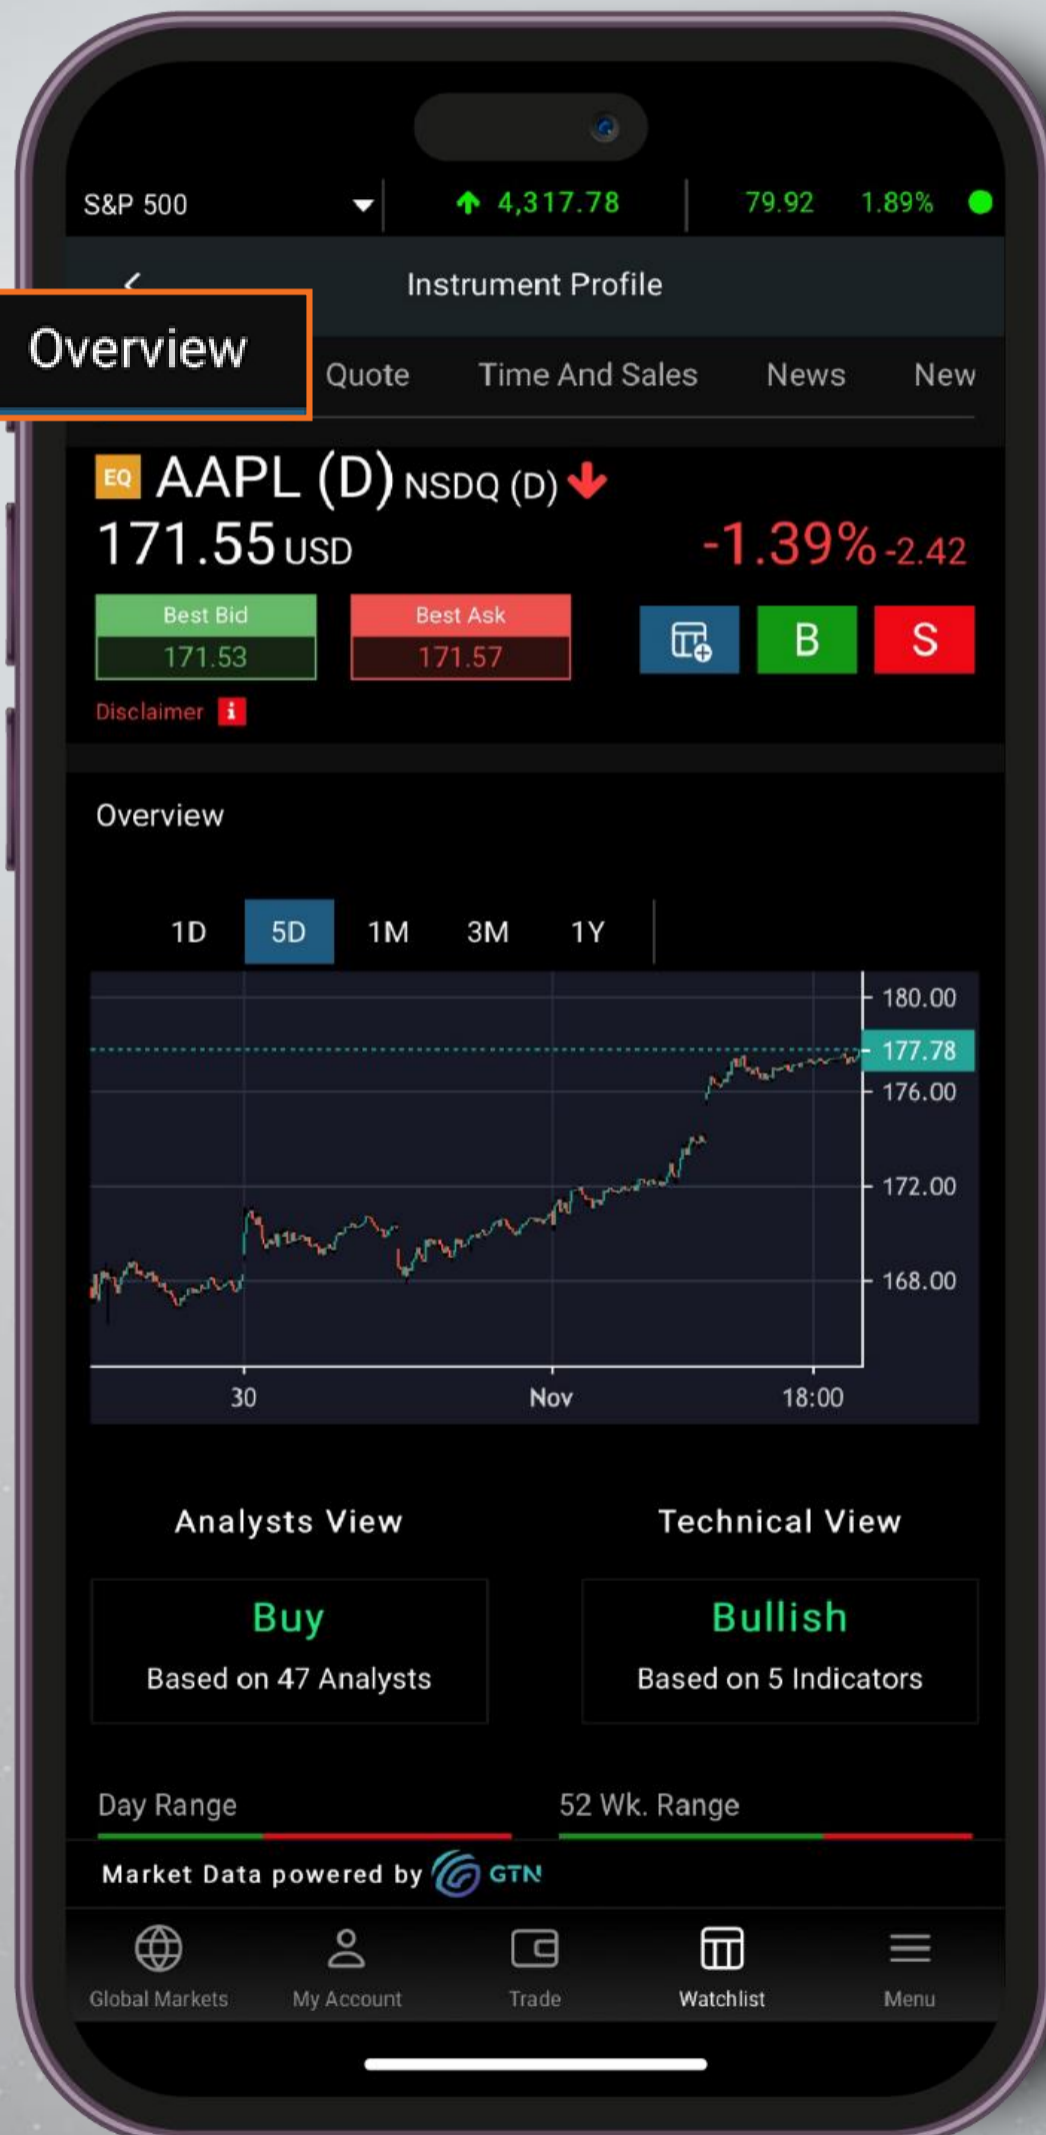 S&P 500 4,317.78 79.92 1.89%
Instrument Profile
Overview Quote Time And Sales News New
EQ AAPL (D) NSDQ (D)
171.55 USD -1.39% -2.42
Best Bid Best Ask
171.53 171.57 B S
Disclaimer i
Overview
1D 5D 1M 3M 1Y
180.00
177.78
176.00
172.00
168.00
30 Nov 18:00
Analysts View Technical View
Buy Bullish
Based on 47 Analysts Based on 5 Indicators
Day Range 52 Wk. Range
Market Data powered by GTN
Global Markets My Account Trade Watchlist Menu